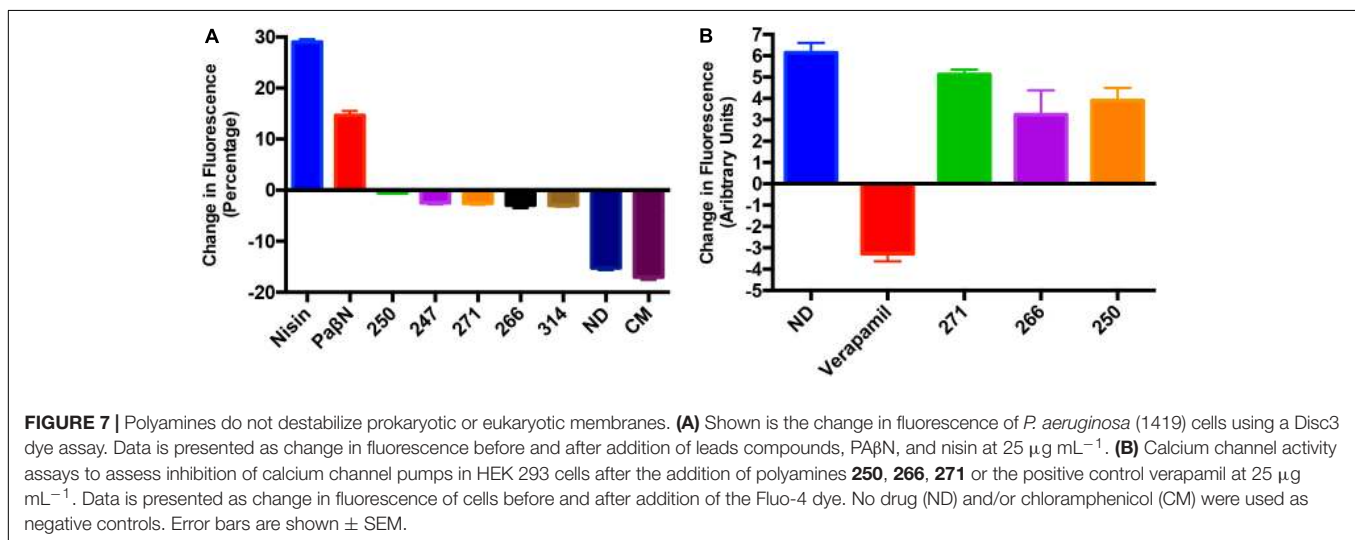 A
Change in Fluorescence
(Percentage)
30
20
10
0
-10
-20
Nisin
PaβN
250
247
271
266
314
ND
CM
B
Change in Fluorescence
(Aribtrary Units)
7
6
5
4
3
2
1
0
-1
-2
-3
-4
-5
ND
Verapamil
271
266
250
FIGURE 7 | Polyamines do not destabilize prokaryotic or eukaryotic membranes. (A) Shown is the change in fluorescence of P. aeruginosa (1419) cells using a Disc3
dye assay. Data is presented as change in fluorescence before and after addition of leads compounds, PAβN, and nisin at 25 μg mL−1. (B) Calcium channel activity
assays to assess inhibition of calcium channel pumps in HEK 293 cells after the addition of polyamines 250, 266, 271 or the positive control verapamil at 25 μg
mL−1. Data is presented as change in fluorescence of cells before and after addition of the Fluo-4 dye. No drug (ND) and/or chloramphenicol (CM) were used as
negative controls. Error bars are shown ± SEM.